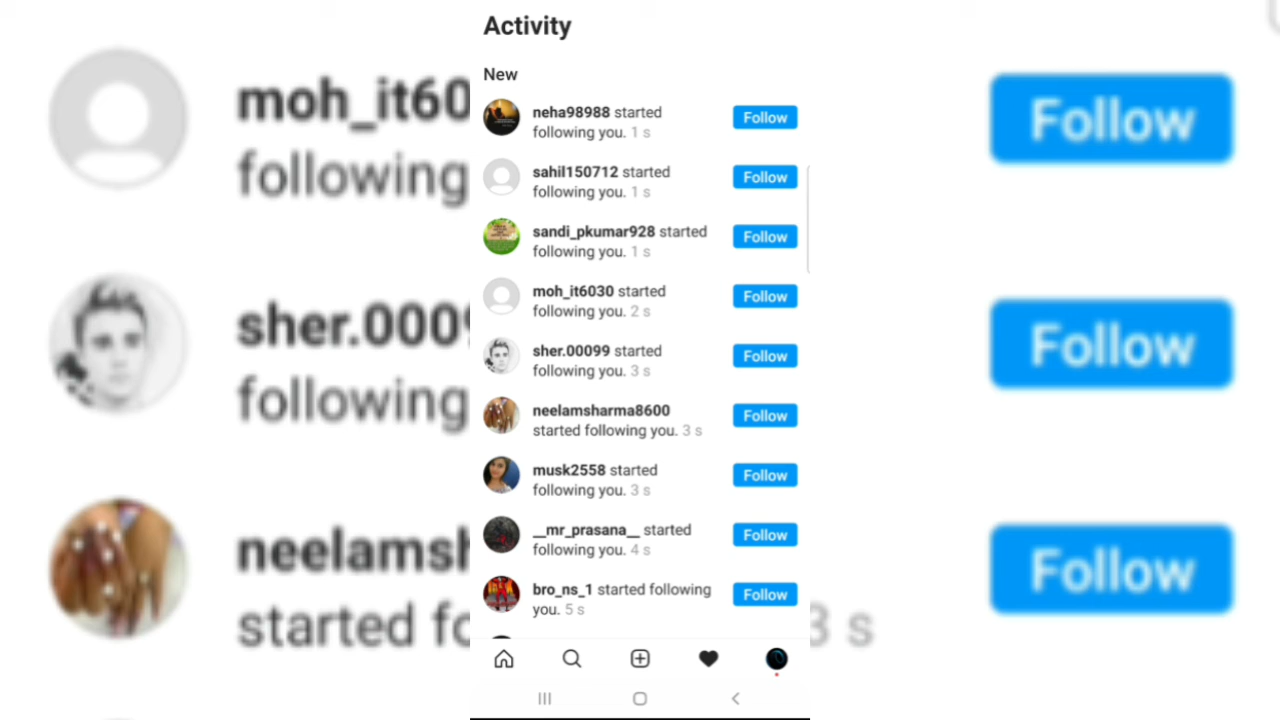 Activity
New
neha98988 started
following you. 1 s
Follow
sahil150712 started
following you. 1 s
Follow
sandi_pkumar928 started
following you. 1 s
Follow
moh_it6030 started
following you. 2 s
Follow
sher.00099 started
following you. 3 s
Follow
neelamsharma8600
started following you. 3 s
Follow
musk2558 started
following you. 3 s
Follow
__mr_prasana__ started
following you. 4 s
Follow
bro_ns_1 started following
you. 5 s
Follow
moh_it60
following
Follow
sher.0009
following
Follow
neelamsh
started fo
3 s
Follow